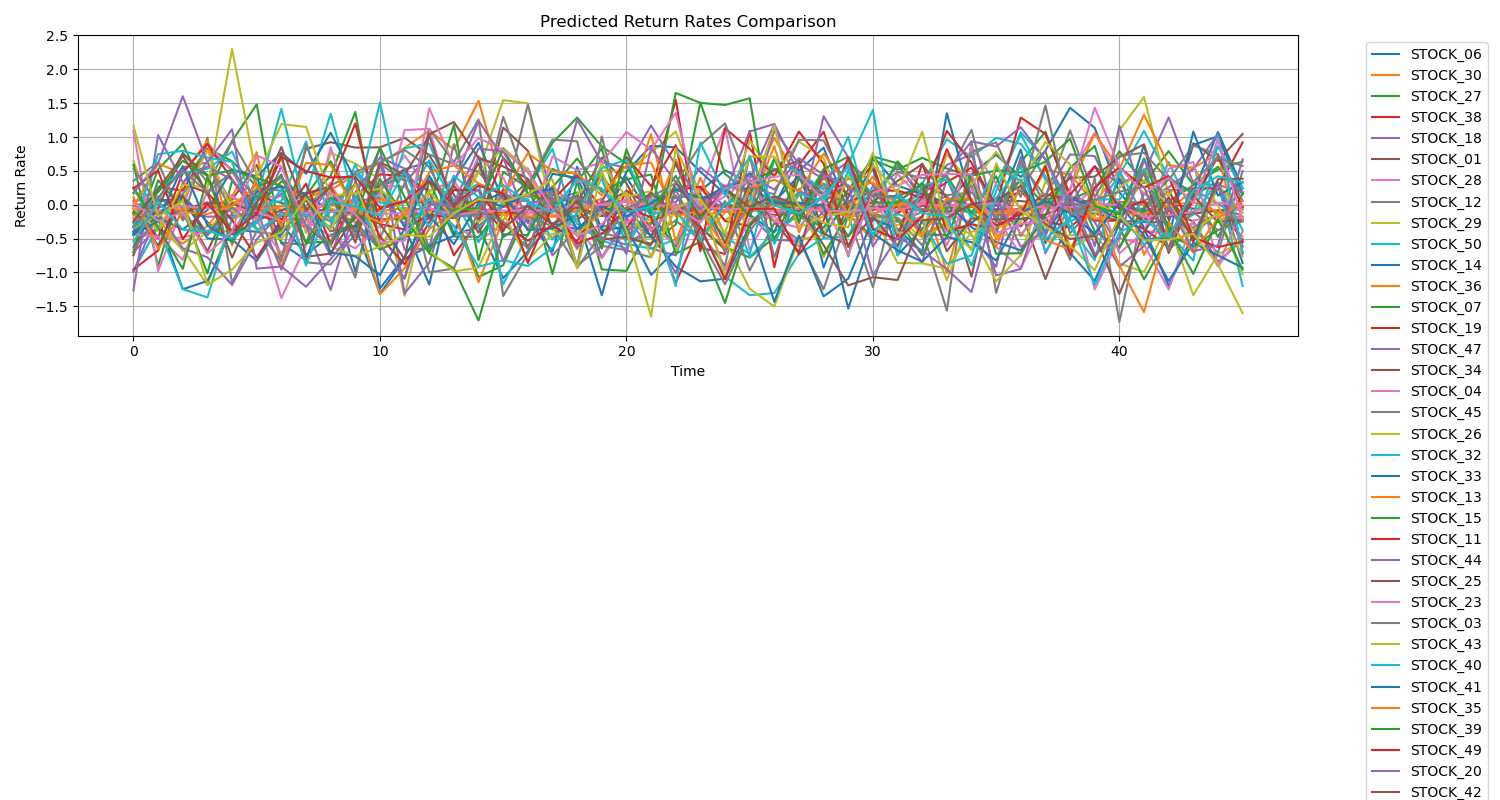 Predicted Return Rates Comparison
2.5
2.0
1.5
1.0
0.5
0.0
−0.5
−1.0
−1.5
Return Rate
0 10 20 30 40
Time
STOCK_06
STOCK_30
STOCK_27
STOCK_38
STOCK_18
STOCK_01
STOCK_28
STOCK_12
STOCK_29
STOCK_50
STOCK_14
STOCK_36
STOCK_07
STOCK_19
STOCK_47
STOCK_34
STOCK_04
STOCK_45
STOCK_26
STOCK_32
STOCK_33
STOCK_13
STOCK_15
STOCK_11
STOCK_44
STOCK_25
STOCK_23
STOCK_03
STOCK_43
STOCK_40
STOCK_41
STOCK_35
STOCK_39
STOCK_49
STOCK_20
STOCK_42